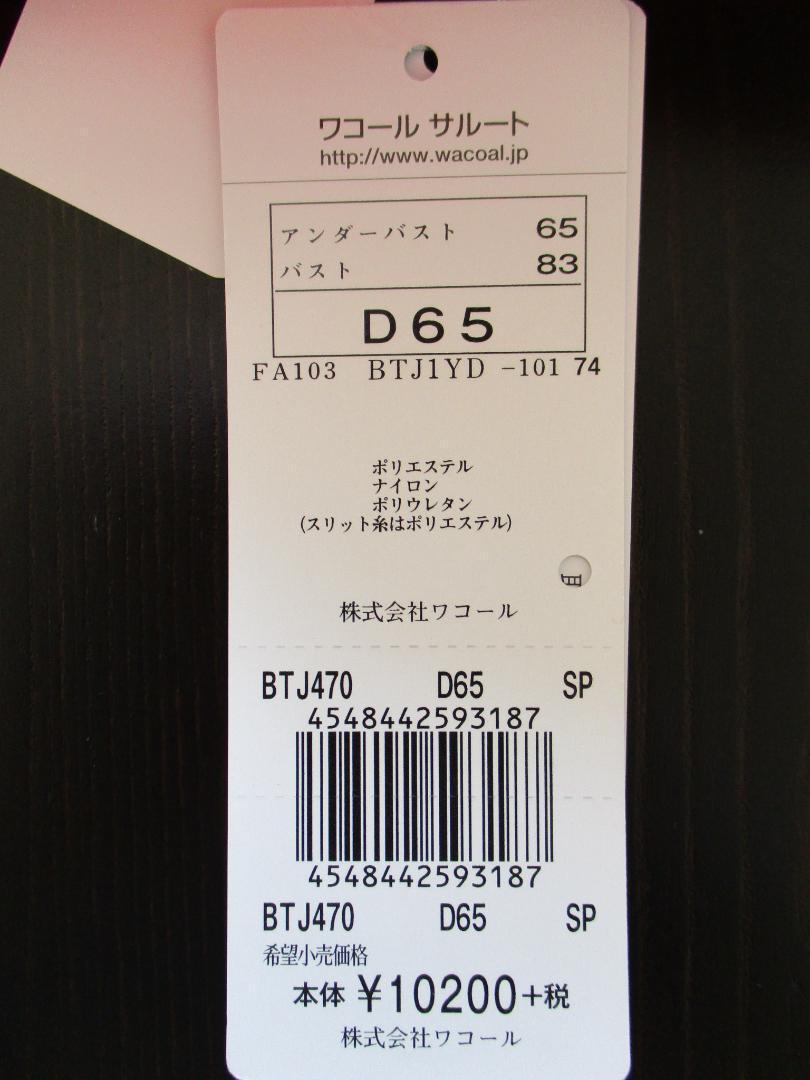 ワコール サルート
http://www.wacoal.jp
アンダーバスト 65
バスト 83
D65
FA103 BTJ1YD -101 74
ポリエステル
ナイロン
ポリウレタン
(スリット糸はポリエステル)
株式会社ワコール
BTJ470 D65 SP
4548442593187
4548442593187
BTJ470 D65 SP
希望小売価格
本体 ¥10200+税
株式会社ワコール